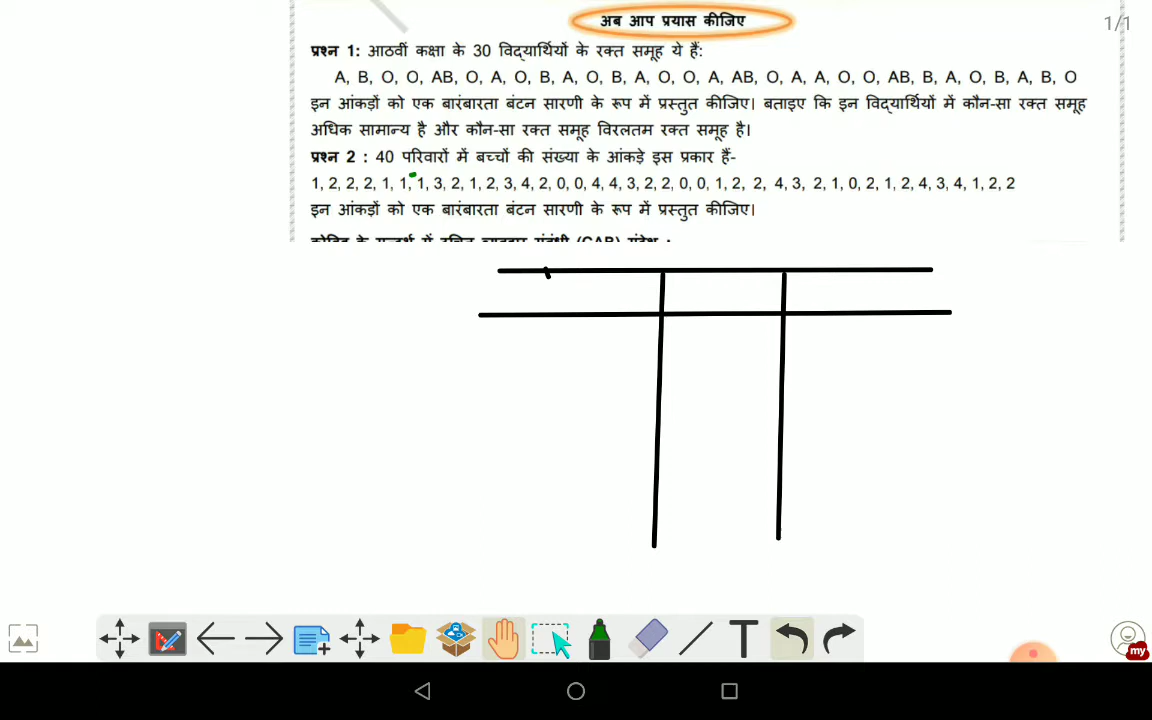 अब आप प्रयास कीजिए
1/1
प्रश्न 1: आठवीं कक्षा के 30 विद्यार्थियों के रक्त समूह ये हैं:
A, B, O, O, AB, O, A, O, B, A, O, B, A, O, O, A, AB, O, A, A, O, O, AB, B, A, O, B, A, B, O
इन आंकड़ों को एक बारंबारता बंटन सारणी के रूप में प्रस्तुत कीजिए। बताइए कि इन विद्यार्थियों में कौन-सा रक्त समूह
अधिक सामान्य है और कौन-सा रक्त समूह विरलतम रक्त समूह है।
प्रश्न 2 : 40 परिवारों में बच्चों की संख्या के आंकड़े इस प्रकार हैं-
1, 2, 2, 2, 1, 1, 1, 3, 2, 1, 2, 3, 4, 2, 0, 0, 4, 4, 3, 2, 2, 0, 0, 1, 2, 2, 4, 3, 2, 1, 0, 2, 1, 2, 4, 3, 4, 1, 2, 2
इन आंकड़ों को एक बारंबारता बंटन सारणी के रूप में प्रस्तुत कीजिए।
(CAB)
T
my